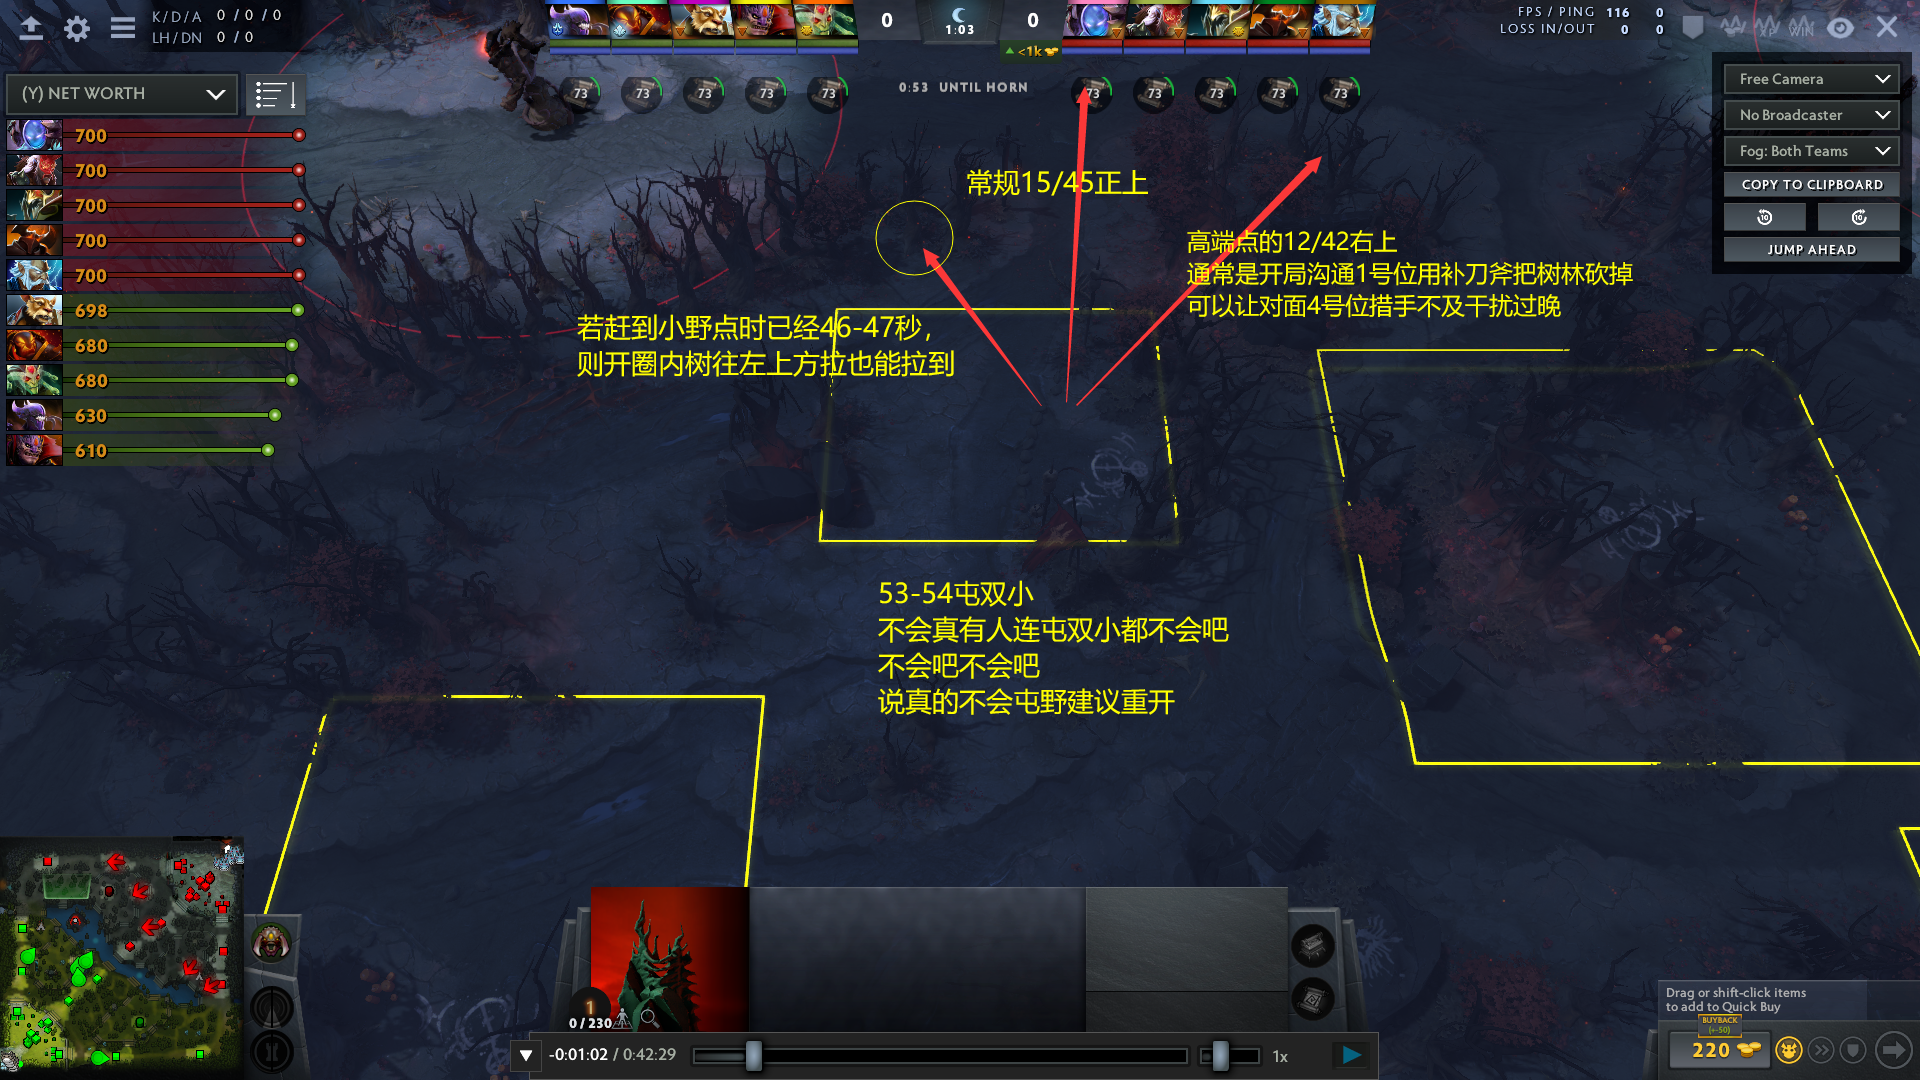 K/D/A 0 / 0 / 0
LH/DN 0 / 0
0
1:03
0
<1k
FPS / PING 116 0
LOSS IN/OUT 0 0
XP
WIN
(Y) NET WORTH
73
73
73
73
73
0:53 UNTIL HORN
73
73
73
73
73
Free Camera
No Broadcaster
Fog: Both Teams
COPY TO CLIPBOARD
10
10
JUMP AHEAD
700
700
700
700
700
698
680
680
630
610
常规15/45正上
高端点的12/42右上
通常是开局沟通1号位用补刀斧把树林砍掉
可以让对面4号位措手不及干扰过晚
若赶到小野点时已经46-47秒，
则开圈内树往左上方拉也能拉到
53-54屯双小
不会真有人连屯双小都不会吧
不会吧不会吧
说真的不会屯野建议重开
1
0 / 230
-0:01:02 / 0:42:29
1x
Drag or shift-click items
to add to Quick Buy
BUYBACK
(+-50)
220